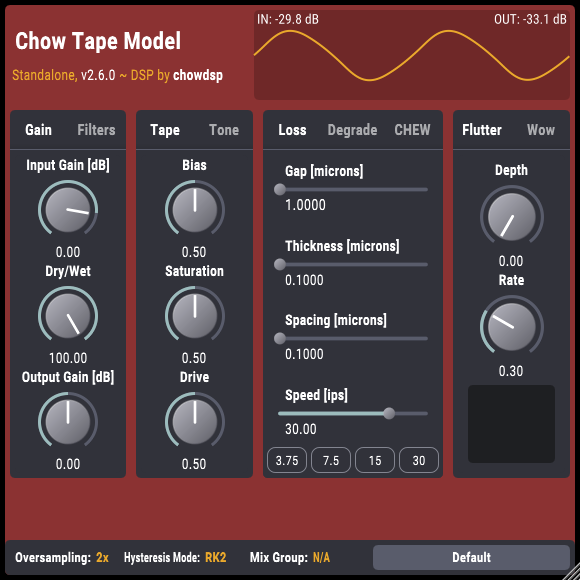 IN: -29.8 dB OUT: -33.1 dB
Chow Tape Model
Standalone, v2.6.0 ~ DSP by chowdsp
Gain Filters Tape Tone Loss Degrade CHEW Flutter Wow
Input Gain [dB]
0.00
Dry/Wet
100.00
Output Gain [dB]
0.00
Bias
0.50
Saturation
0.50
Drive
0.50
Gap [microns]
1.0000
Thickness [microns]
0.1000
Spacing [microns]
0.1000
Speed [ips]
30.00
3.75 7.5 15 30
Depth
0.00
Rate
0.30
Oversampling: 2x Hysteresis Mode: RK2 Mix Group: N/A Default